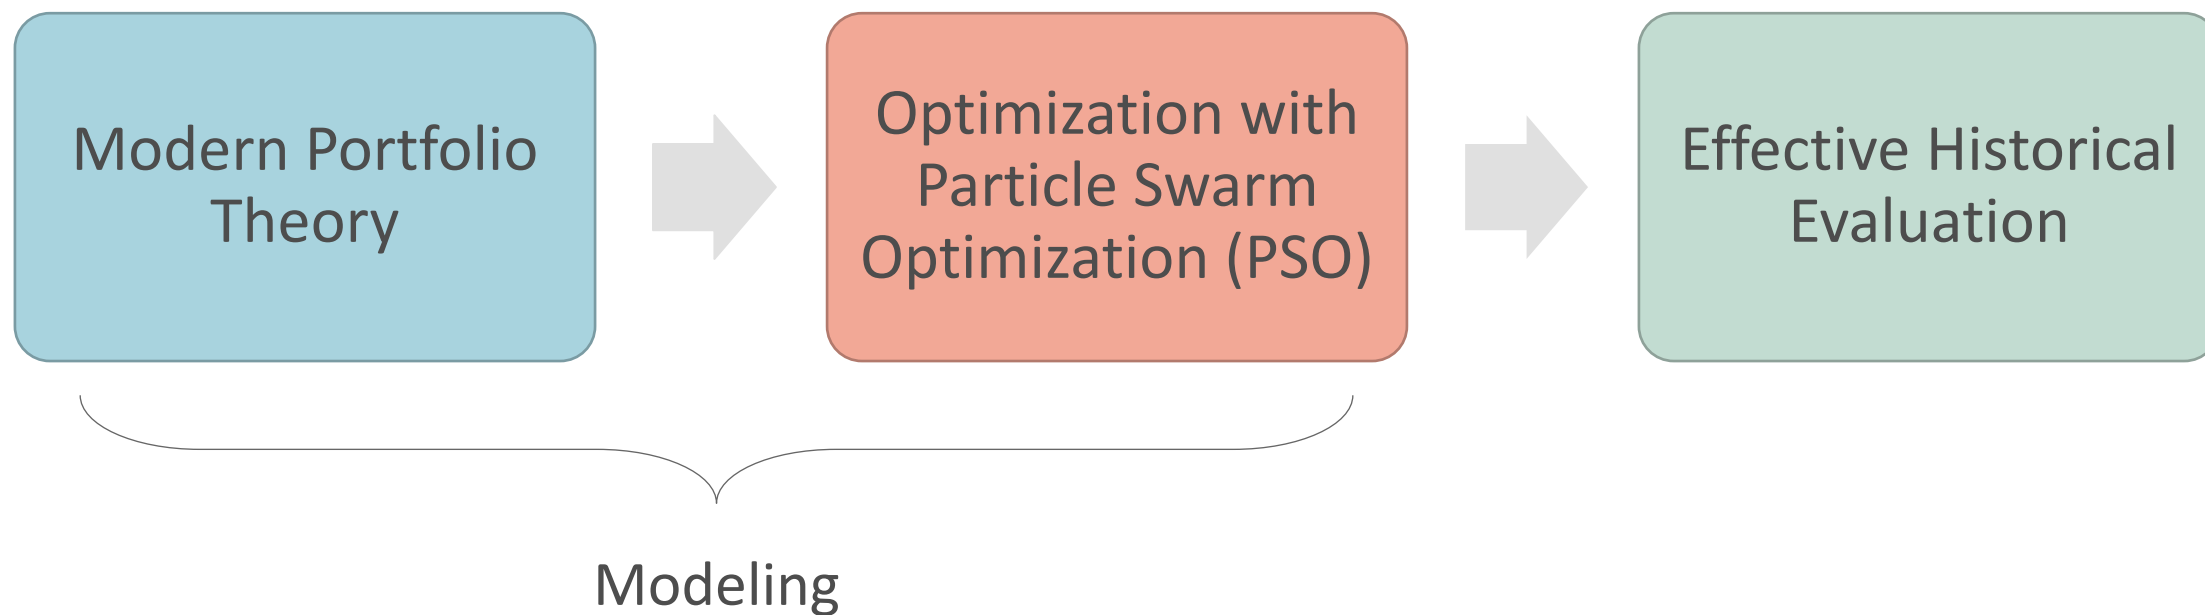 Modern Portfolio
Theory
Optimization with
Particle Swarm
Optimization (PSO)
Effective Historical
Evaluation
Modeling